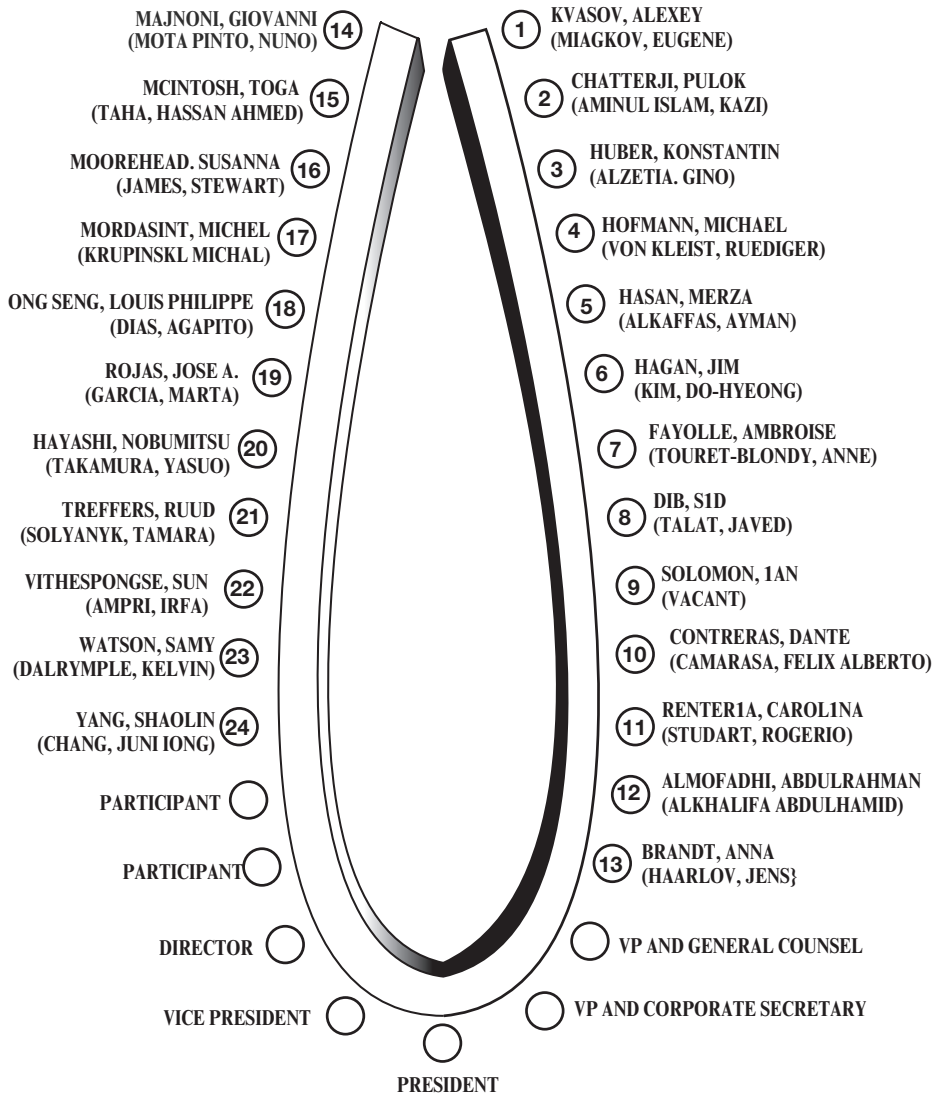 MAJNONI, GIOVANNI
(MOTA PINTO, NUNO)
14
MCINTOSH, TOGA
(TAHA, HASSAN AHMED)
15
MOOREHEAD. SUSANNA
(JAMES, STEWART)
16
MORDASINT, MICHEL
(KRUPINSKL MICHAL)
17
ONG SENG, LOUIS PHILIPPE
(DIAS, AGAPITO)
18
ROJAS, JOSE A.
(GARCIA, MARTA)
19
HAYASHI, NOBUMITSU
(TAKAMURA, YASUO)
20
TREFFERS, RUUD
(SOLYANYK, TAMARA)
21
VITHESPONGSE, SUN
(AMPRI, IRFA)
22
WATSON, SAMY
(DALRYMPLE, KELVIN)
23
YANG, SHAOLIN
(CHANG, JUNI IONG)
24
PARTICIPANT
PARTICIPANT
DIRECTOR
VICE PRESIDENT
PRESIDENT
1
KVASOV, ALEXEY
(MIAGKOV, EUGENE)
2
CHATTERJI, PULOK
(AMINUL ISLAM, KAZI)
3
HUBER, KONSTANTIN
(ALZETIA. GINO)
4
HOFMANN, MICHAEL
(VON KLEIST, RUEDIGER)
5
HASAN, MERZA
(ALKAFFAS, AYMAN)
6
HAGAN, JIM
(KIM, DO-HYEONG)
7
FAYOLLE, AMBROISE
(TOURET-BLONDY, ANNE)
8
DIB, S1D
(TALAT, JAVED)
9
SOLOMON, 1AN
(VACANT)
10
CONTRERAS, DANTE
(CAMARASA, FELIX ALBERTO)
11
RENTER1A, CAROL1NA
(STUDART, ROGERIO)
12
ALMOFADHI, ABDULRAHMAN
(ALKHALIFA ABDULHAMID)
13
BRANDT, ANNA
(HAARLOV, JENS}
VP AND GENERAL COUNSEL
VP AND CORPORATE SECRETARY